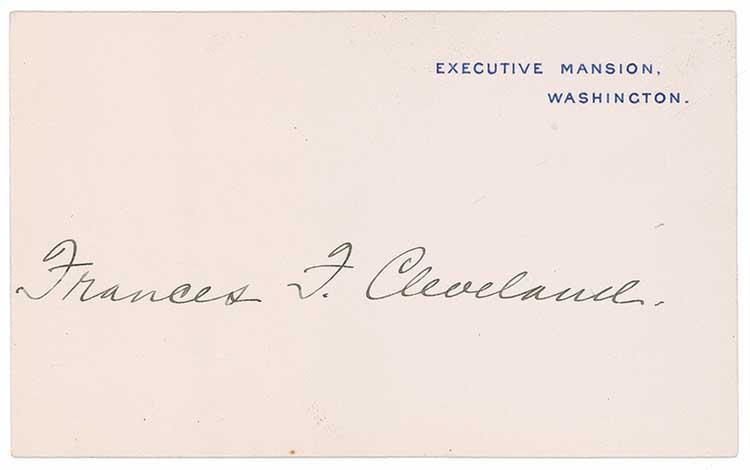 EXECUTIVE MANSION,
WASHINGTON.
Frances F. Cleveland.